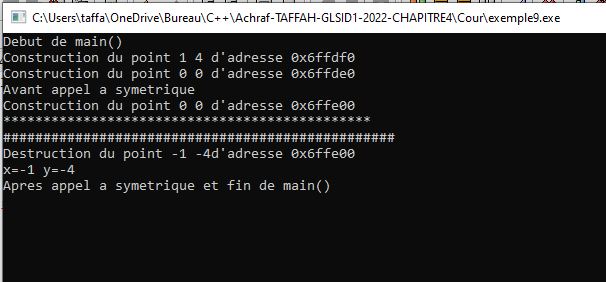 C:\Users\taffa\OneDrive\Bureau\C++\Achraf-TAFFAH-GLSID1-2022-CHAPITRE4\Cour\exemple9.exe
Debut de main()
Construction du point 1 4 d'adresse 0x6ffdf0
Construction du point 0 0 d'adresse 0x6ffde0
Avant appel a symetrique
Construction du point 0 0 d'adresse 0x6ffe00
**********************************************
#################################################
Destruction du point -1 -4d'adresse 0x6ffe00
x=-1 y=-4
Apres appel a symetrique et fin de main()